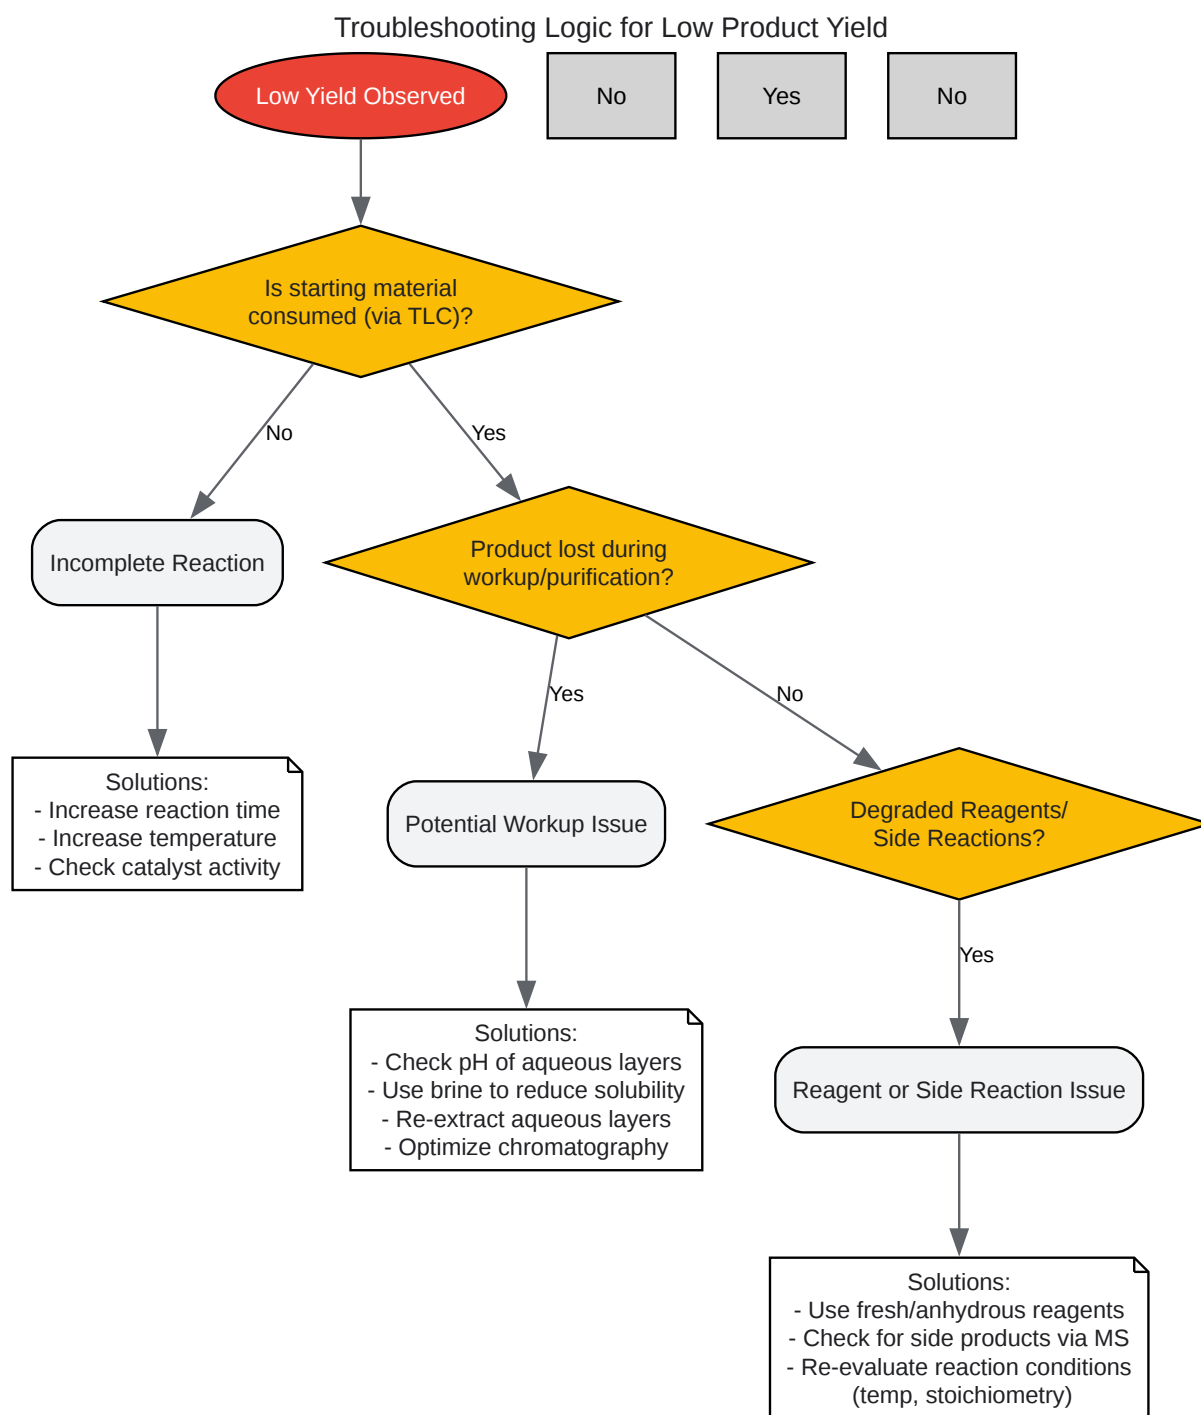 Troubleshooting Logic for Low Product Yield
Low Yield Observed
No
Yes
No
Is starting material
consumed (via TLC)?
No
Yes
Incomplete Reaction
Product lost during
workup/purification?
Yes
No
Solutions:
- Increase reaction time
- Increase temperature
- Check catalyst activity
Potential Workup Issue
Degraded Reagents/
Side Reactions?
Yes
Solutions:
- Check pH of aqueous layers
- Use brine to reduce solubility
- Re-extract aqueous layers
- Optimize chromatography
Reagent or Side Reaction Issue
Solutions:
- Use fresh/anhydrous reagents
- Check for side products via MS
- Re-evaluate reaction conditions
(temp, stoichiometry)